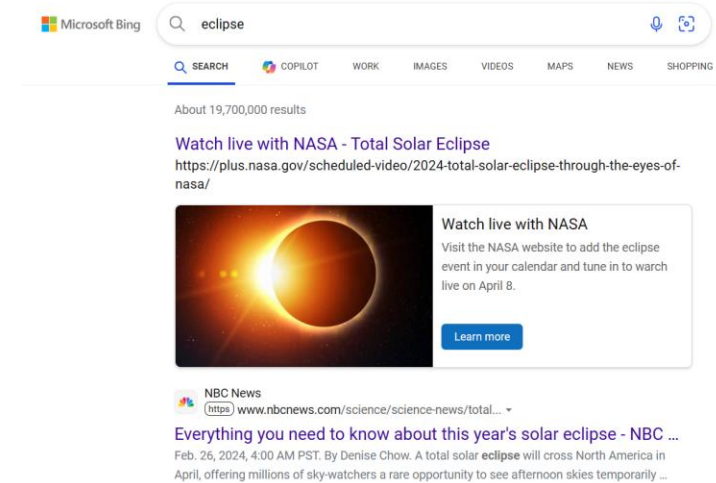 Microsoft Bing
eclipse
SEARCH COPILOT WORK IMAGES VIDEOS MAPS NEWS SHOPPING
About 19,700,000 results
Watch live with NASA - Total Solar Eclipse
https://plus.nasa.gov/scheduled-video/2024-total-solar-eclipse-through-the-eyes-of-
nasa/
Watch live with NASA
Visit the NASA website to add the eclipse
event in your calendar and tune in to warch
live on April 8.
Learn more
NBC News
https www.nbcnews.com/science/science-news/total...
Everything you need to know about this year's solar eclipse - NBC ...
Feb. 26, 2024, 4:00 AM PST. By Denise Chow. A total solar eclipse will cross North America in
April, offering millions of sky-watchers a rare opportunity to see afternoon skies temporarily ...